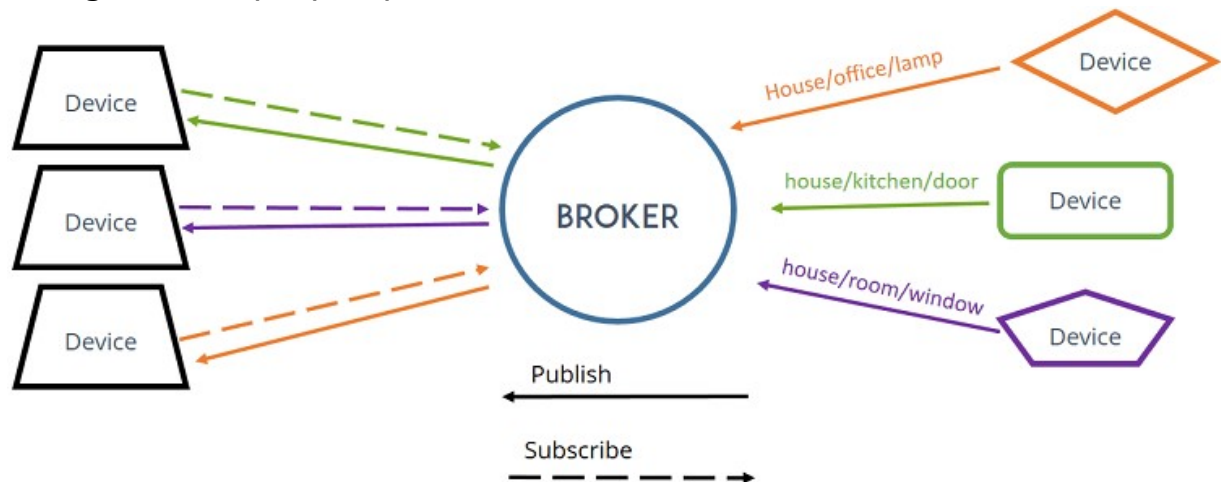 Device
Device
Device
BROKER
House/office/lamp
Device
house/kitchen/door
Device
house/room/window
Device
Publish
Subscribe